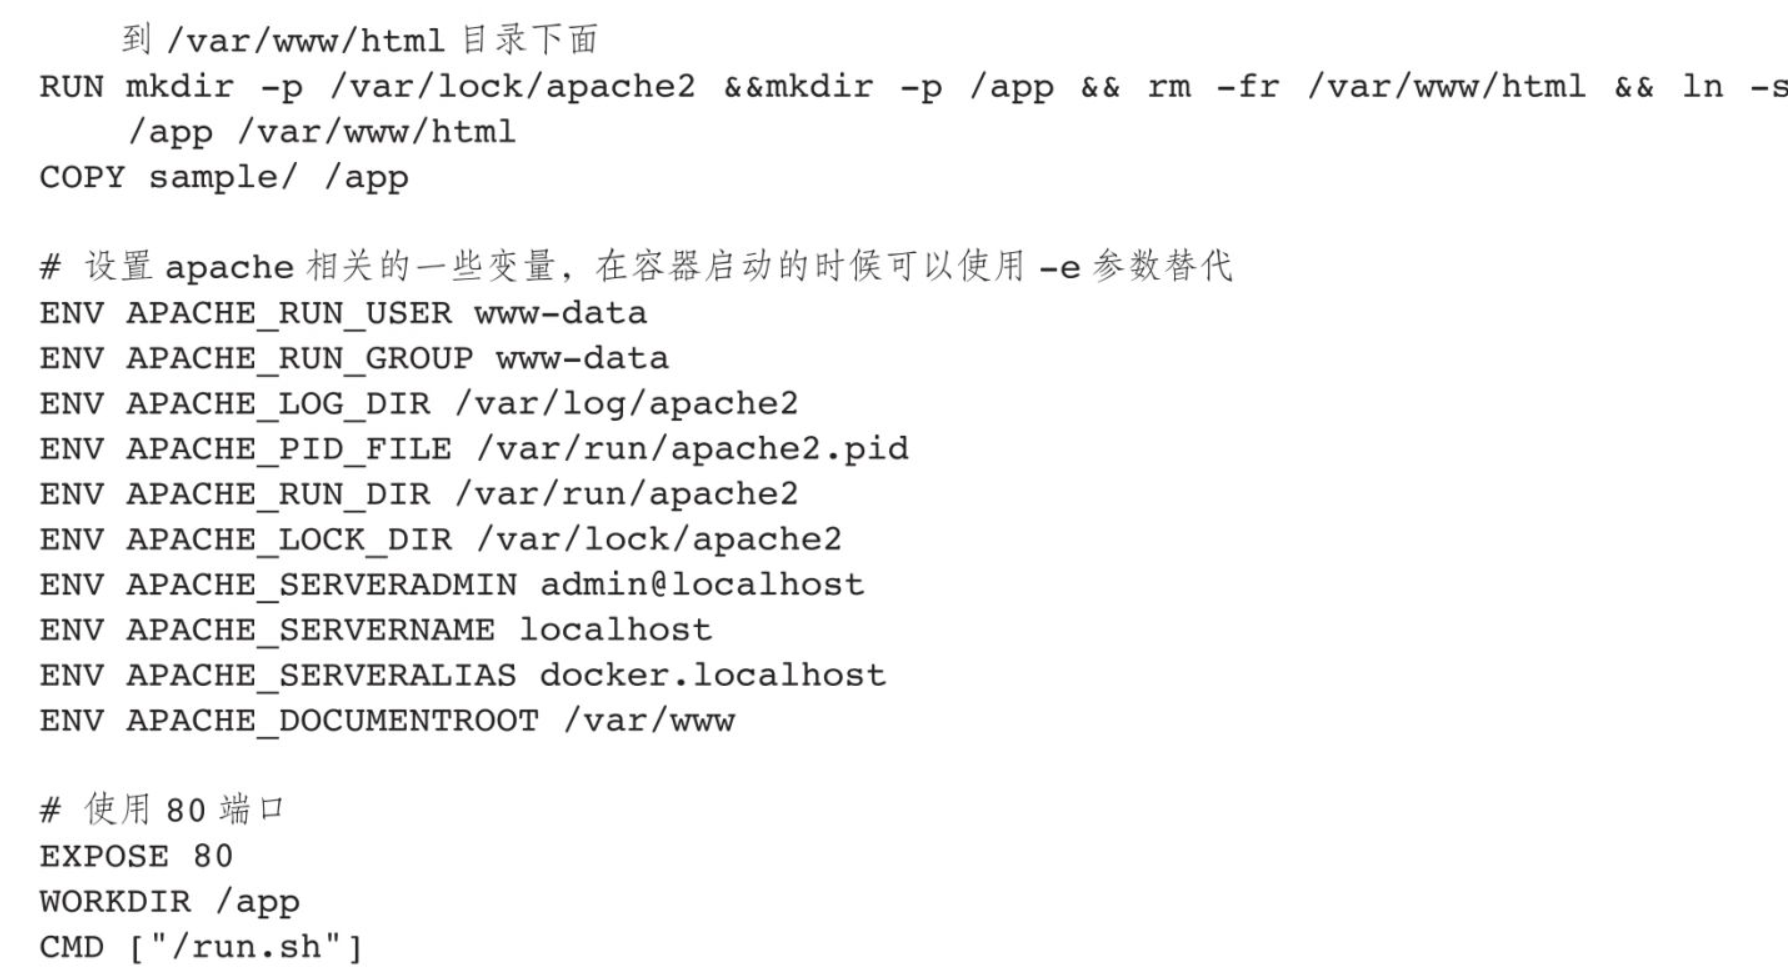 到 /var/www/html 目录下面
RUN mkdir -p /var/lock/apache2 &&mkdir -p /app && rm -fr /var/www/html && ln -s
/app /var/www/html
COPY sample/ /app
# 设置 apache 相关的一些变量，在容器启动的时候可以使用 -e 参数替代
ENV APACHE_RUN_USER www-data
ENV APACHE_RUN_GROUP www-data
ENV APACHE_LOG_DIR /var/log/apache2
ENV APACHE_PID_FILE /var/run/apache2.pid
ENV APACHE_RUN_DIR /var/run/apache2
ENV APACHE_LOCK_DIR /var/lock/apache2
ENV APACHE_SERVERADMIN admin@localhost
ENV APACHE_SERVERNAME localhost
ENV APACHE_SERVERALIAS docker.localhost
ENV APACHE_DOCUMENTROOT /var/www
# 使用 80 端口
EXPOSE 80
WORKDIR /app
CMD ["/run.sh"]